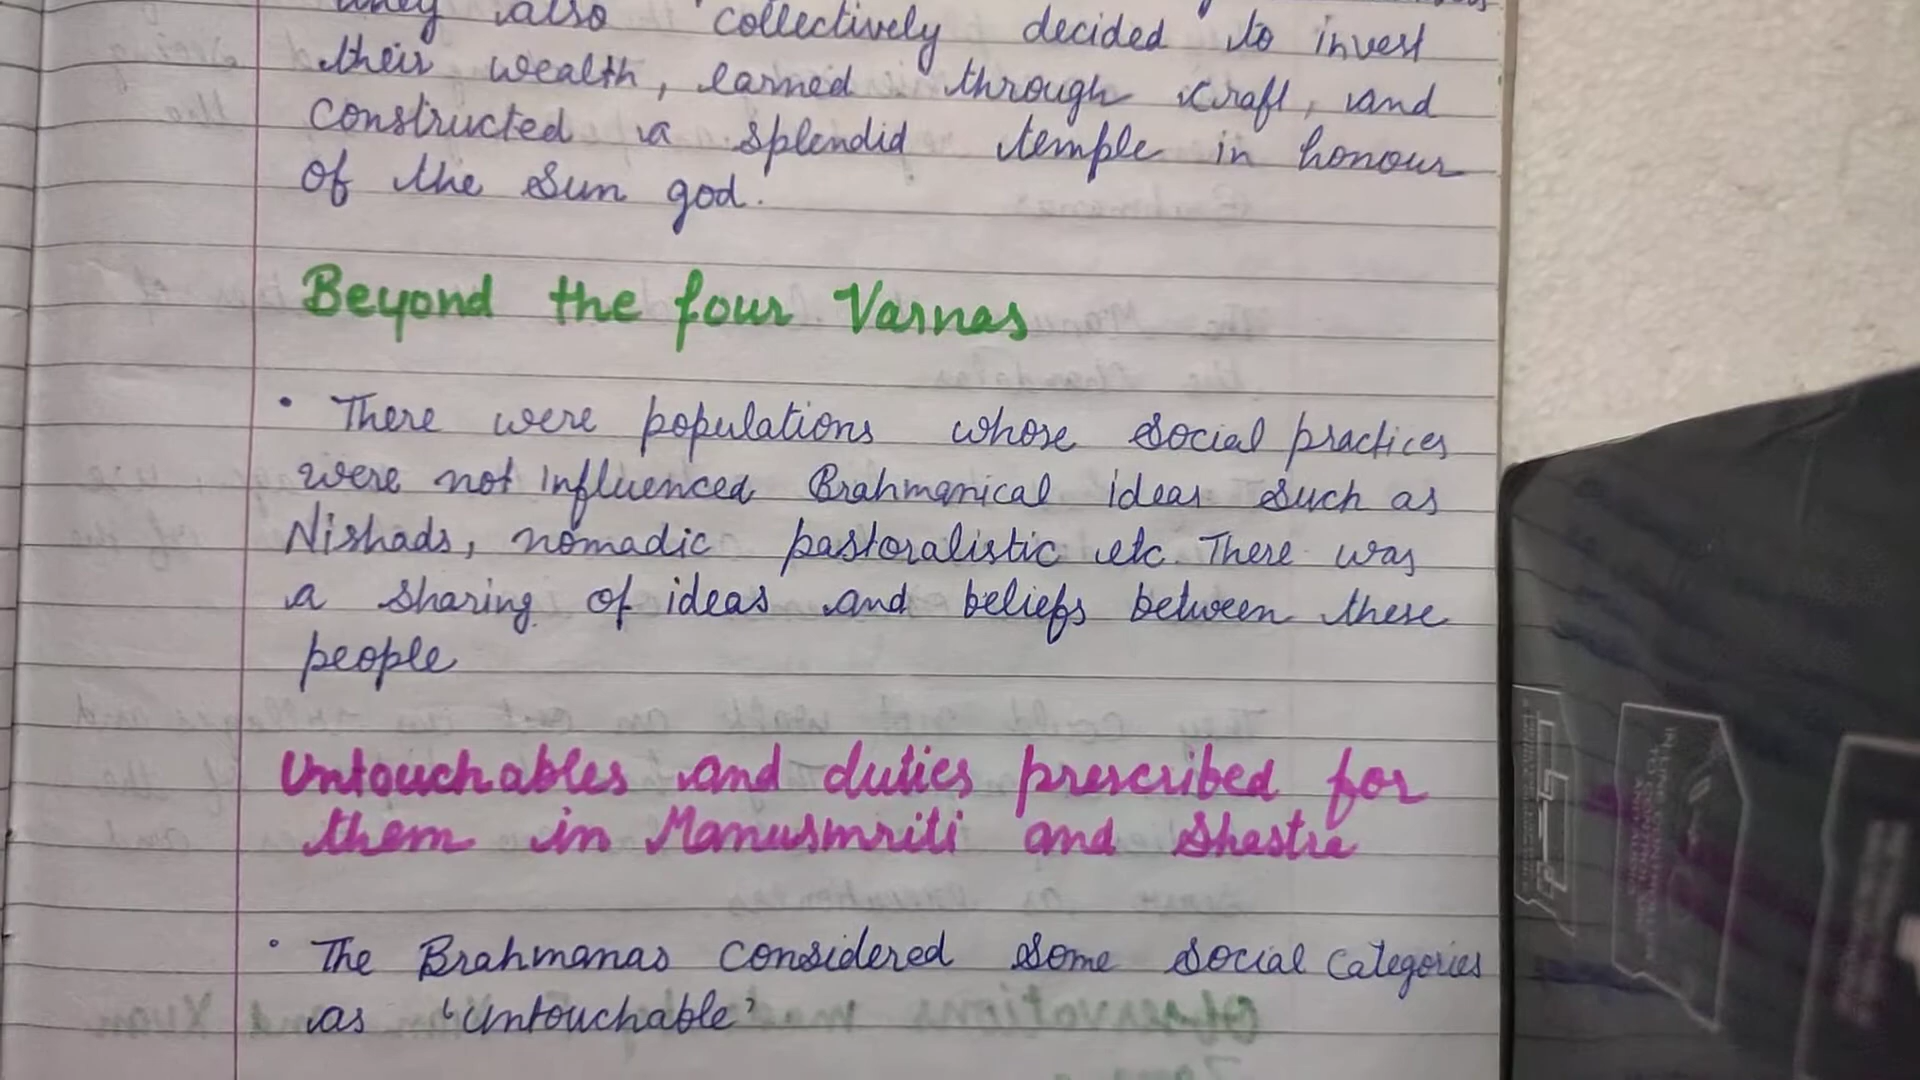 They also collectively decided to invest
their wealth, earned through craft, and
constructed a splendid temple in honour
of the Sun god.
Beyond the four Varnas
• There were populations whose social practices
were not influenced Brahmanical ideas such as
Nishads, nomadic pastoralistic etc. There was
a sharing of ideas and beliefs between these
people
Untouchables and duties prescribed for
them in Manusmriti and Shastra
• The Brahmanas considered some social categories
as 'untouchable'